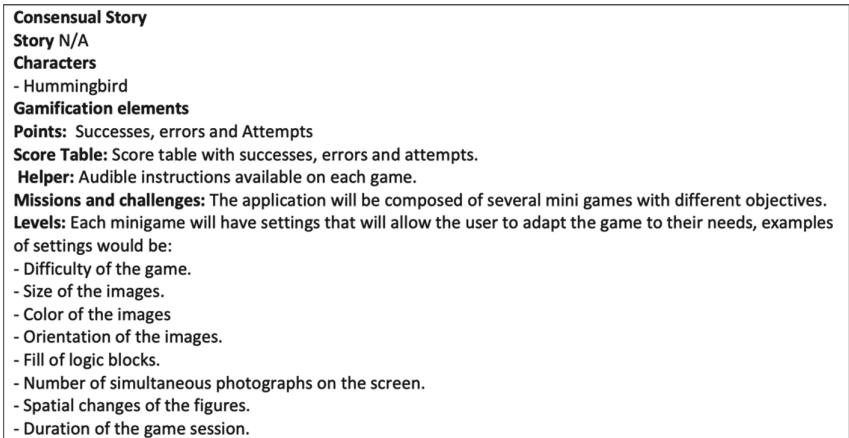 Consensual Story
Story N/A
Characters
- Hummingbird
Gamification elements
Points: Successes, errors and Attempts
Score Table: Score table with successes, errors and attempts.
Helper: Audible instructions available on each game.
Missions and challenges: The application will be composed of several mini games with different objectives.
Levels: Each minigame will have settings that will allow the user to adapt the game to their needs, examples
of settings would be:
- Difficulty of the game.
- Size of the images.
- Color of the images
- Orientation of the images.
- Fill of logic blocks.
- Number of simultaneous photographs on the screen.
- Spatial changes of the figures.
- Duration of the game session.